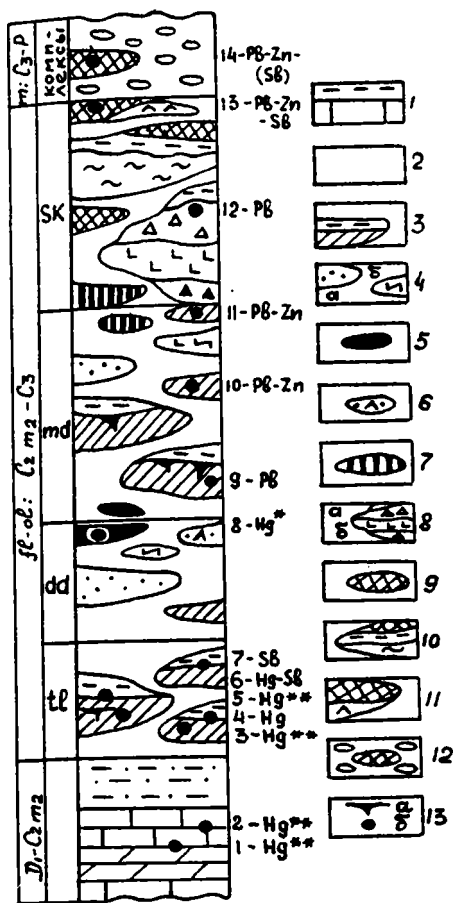 m: C₃-P
КОМП-
ЛЕКСЫ
fl-ol: C₂m₂-C₃
D₁-C₂m₂
SK
md
dd
tl
14-Pb-Zn-
(Sb)
13-Pb-Zn
-Sb
12-Pb
11-Pb-Zn
10-Pb-Zn
9-Pb
8-Hg*
7-Sb
6-Hg-Sb
5-Hg**
4-Hg
3-Hg**
2-Hg**
1-Hg**
1
2
3
а б 4
5
6
7
а б 8
9
10
11
12
а б 13